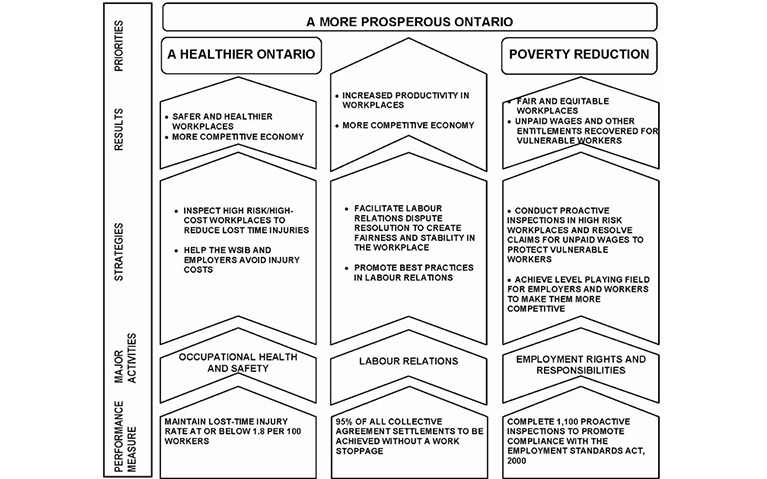 PRIORITIES
A MORE PROSPEROUS ONTARIO
A HEALTHIER ONTARIO
POVERTY REDUCTION
RESULTS
• SAFER AND HEALTHIER
WORKPLACES
• MORE COMPETITIVE ECONOMY
• INCREASED PRODUCTIVITY IN
WORKPLACES
• MORE COMPETITIVE ECONOMY
• FAIR AND EQUITABLE
WORKPLACES
• UNPAID WAGES AND OTHER
ENTITLEMENTS RECOVERED FOR
VULNERABLE WORKERS
STRATEGIES
• INSPECT HIGH RISK/HIGH-
COST WORKPLACES TO
REDUCE LOST TIME INJURIES
• HELP THE WSIB AND
EMPLOYERS AVOID INJURY
COSTS
• FACILITATE LABOUR
RELATIONS DISPUTE
RESOLUTION TO CREATE
FAIRNESS AND STABILITY IN
THE WORKPLACE
• PROMOTE BEST PRACTICES
IN LABOUR RELATIONS
• CONDUCT PROACTIVE
INSPECTIONS IN HIGH RISK
WORKPLACES AND RESOLVE
CLAIMS FOR UNPAID WAGES TO
PROTECT VULNERABLE
WORKERS
• ACHIEVE LEVEL PLAYING FIELD
FOR EMPLOYERS AND WORKERS
TO MAKE THEM MORE
COMPETITIVE
MAJOR
ACTIVITIES
OCCUPATIONAL HEALTH
AND SAFETY
LABOUR RELATIONS
EMPLOYMENT RIGHTS AND
RESPONSIBILITIES
PERFORMANCE
MEASURE
MAINTAIN LOST-TIME INJURY
RATE AT OR BELOW 1.8 PER 100
WORKERS
95% OF ALL COLLECTIVE
AGREEMENT SETTLEMENTS TO BE
ACHIEVED WITHOUT A WORK
STOPPAGE
COMPLETE 1,100 PROACTIVE
INSPECTIONS TO PROMOTE
COMPLIANCE WITH THE
EMPLOYMENT STANDARDS ACT,
2000